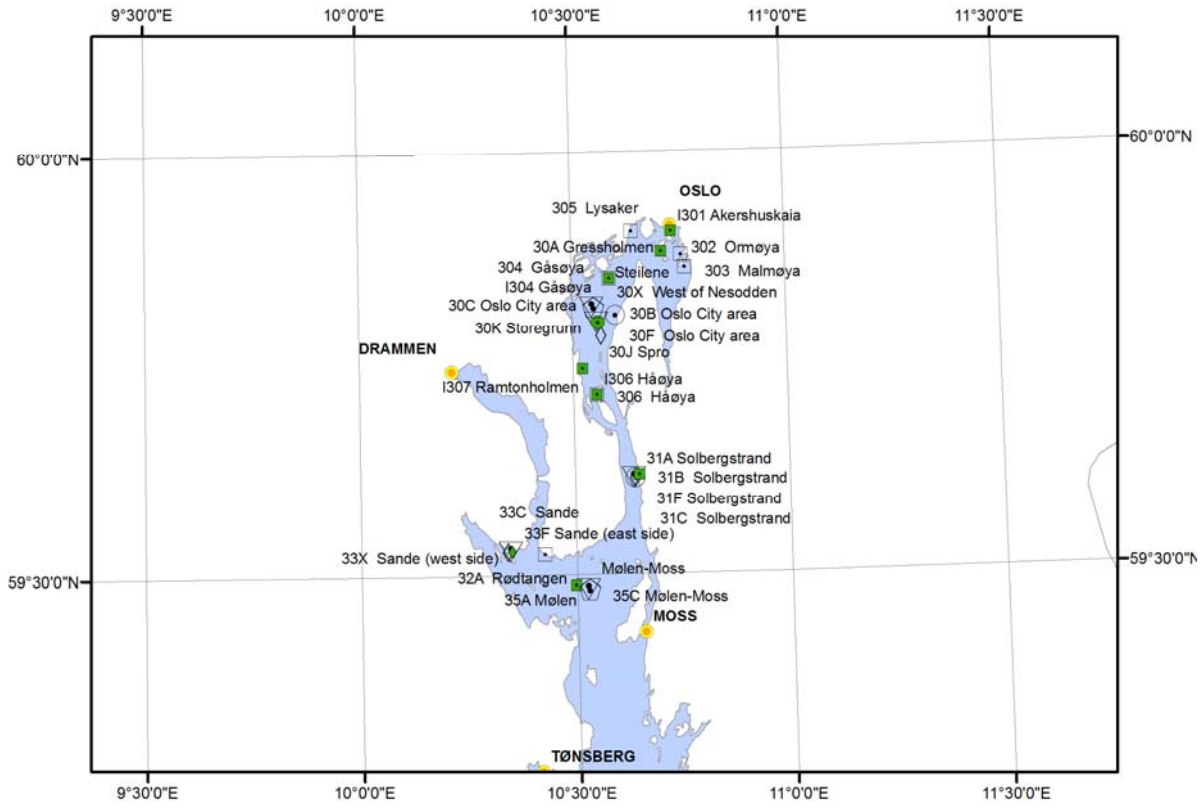 9°30'0"E 10°00'0"E 10°30'0"E 11°00'0"E 11°30'0"E
60°0'0"N
60°0'0"N
OSLO
305 Lysaker
I301 Akershuskaia
30A Gressholmen
302 Ormøya
304 Gåsøya
Steilene
303 Malmøya
I304 Gåsøya
30X West of Nesodden
30C Oslo City area
30B Oslo City area
30K Storegrunn
30F Oslo City area
DRAMMEN
30J Spro
I307 Ramtonholmen
I306 Håøya
306 Håøya
31A Solbergstrand
31B Solbergstrand
31F Solbergstrand
33C Sande
31C Solbergstrand
33F Sande (east side)
33X Sande (west side)
59°30'0"N
Mølen-Moss
59°30'0"N
32A Rødtangen
35A Mølen
35C Mølen-Moss
MOSS
TØNSBERG
9°30'0"E 10°00'0"E 10°30'0"E 11°00'0"E 11°30'0"E